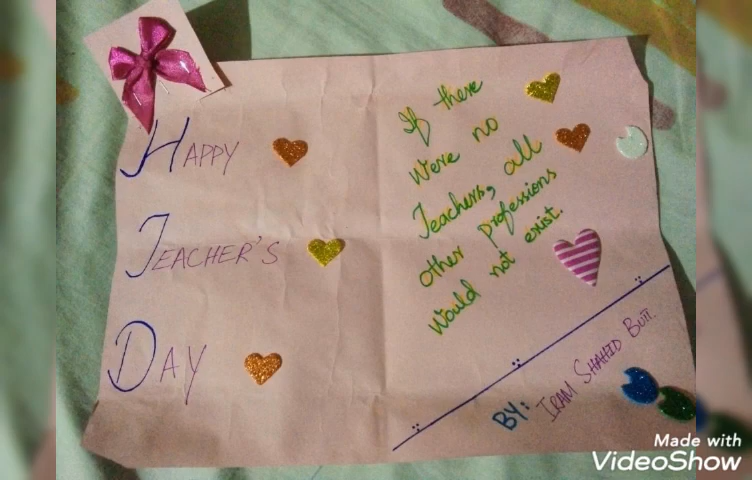 HAPPY
TEACHER'S
DAY
If there
were no
Teachers, all
other professions
would not exist.
BY: IRAM SHAHID BUTT.
Made with
VideoShow